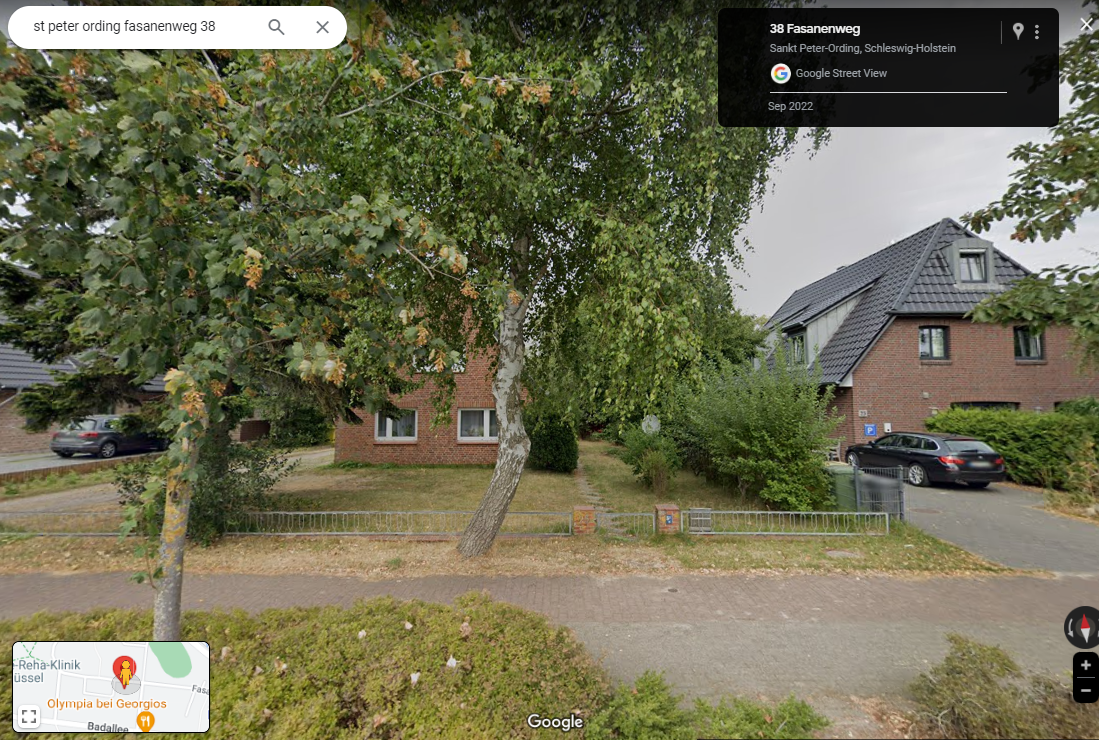 st peter ording fasanenweg 38
38 Fasanenweg
Sankt Peter-Ording, Schleswig-Holstein
Google Street View
Sep 2022
P
Reha-Klinik
üssel
Fasa
Olympia bei Georgios
Badallee
Google